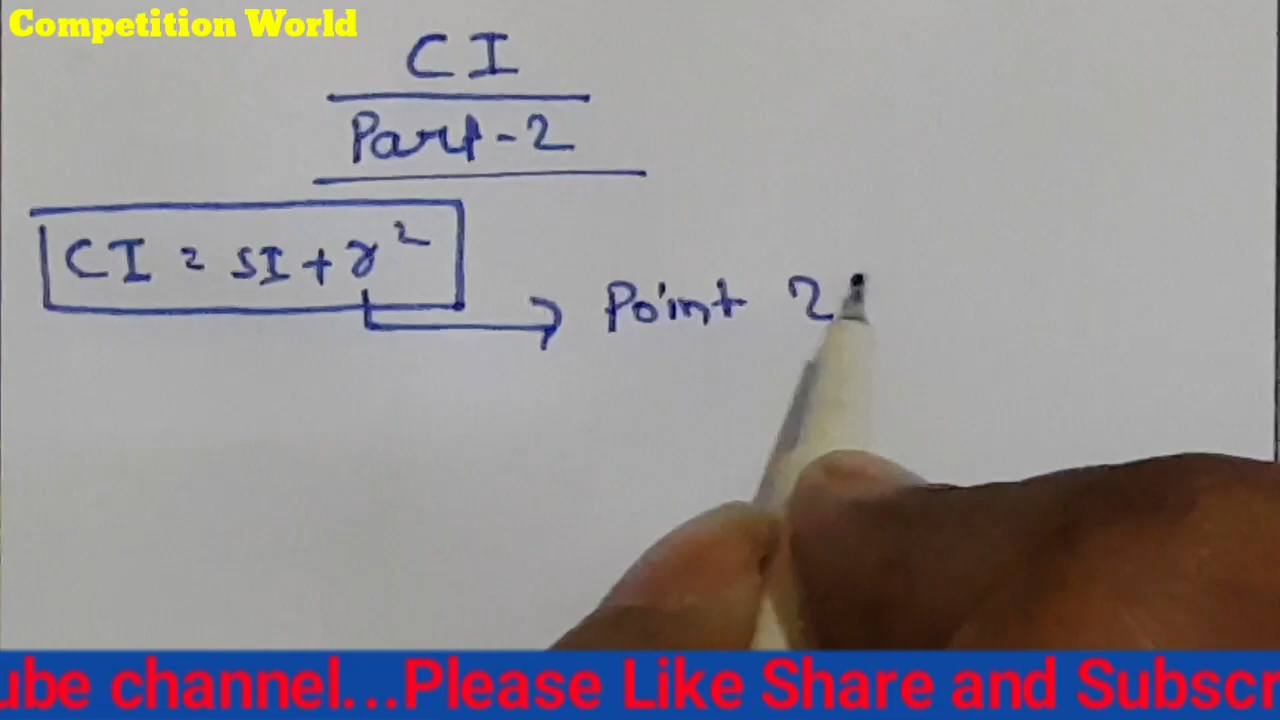 Competition World
CI
Part-2
CI = SI + r²
Point 2
ube channel...Please Like Share and Subscr